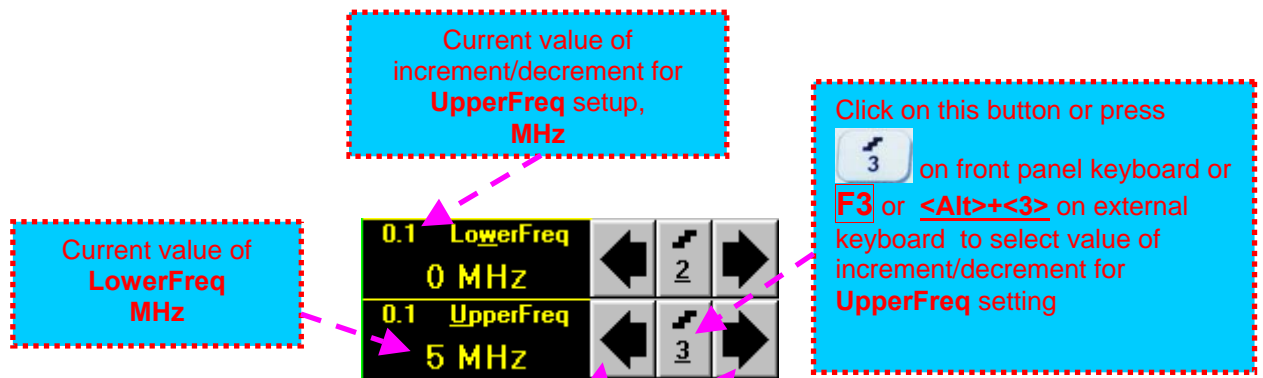 Current value of
increment/decrement for
UpperFreq setup,
MHz
Click on this button or press
3 on front panel keyboard or
F3 or <Alt>+<3> on external
keyboard to select value of
increment/decrement for
UpperFreq setting
Current value of
LowerFreq
MHz
0.1 LowerFreq
0 MHz
2
0.1 UpperFreq
5 MHz
3